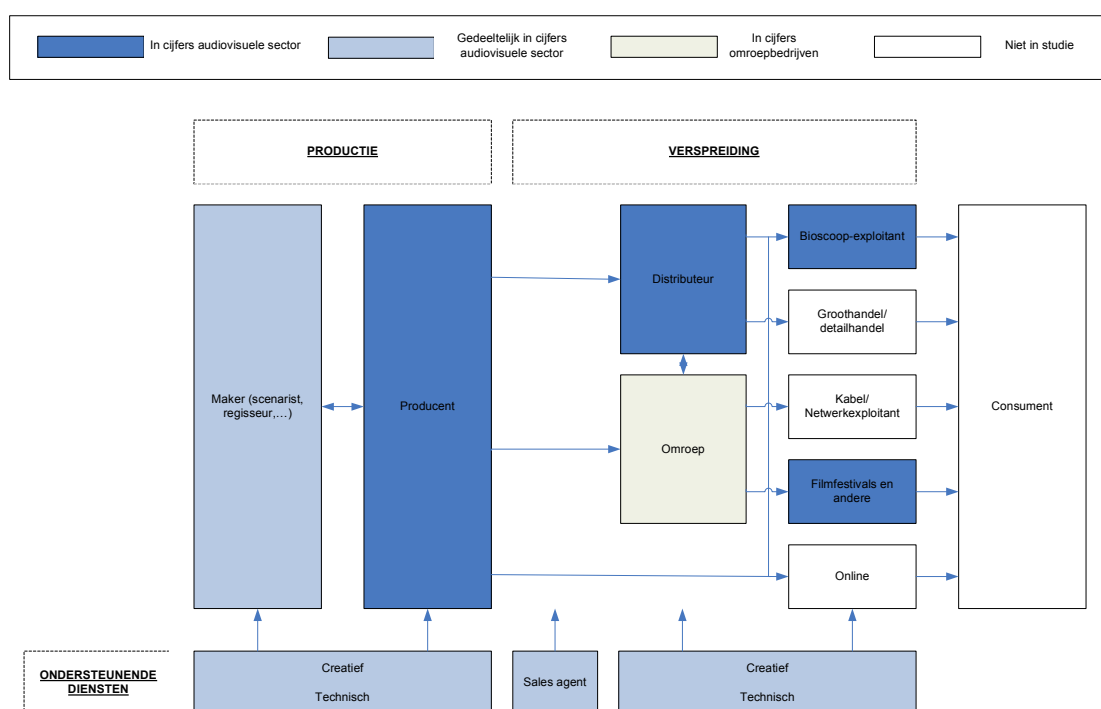 In cijfers audiovisuele sector
Gedeeltelijk in cijfers
audiovisuele sector
In cijfers
omroepbedrijven
Niet in studie
PRODUCTIE
VERSPREIDING
Maker (scenarist,
regisseur,…)
Producent
Distributeur
Omroep
Bioscoop-exploitant
Groothandel/
detailhandel
Kabel/
Netwerkexploitant
Filmfestivals en
andere
Online
Consument
ONDERSTEUNENDE
DIENSTEN
Creatief
Technisch
Sales agent
Creatief
Technisch